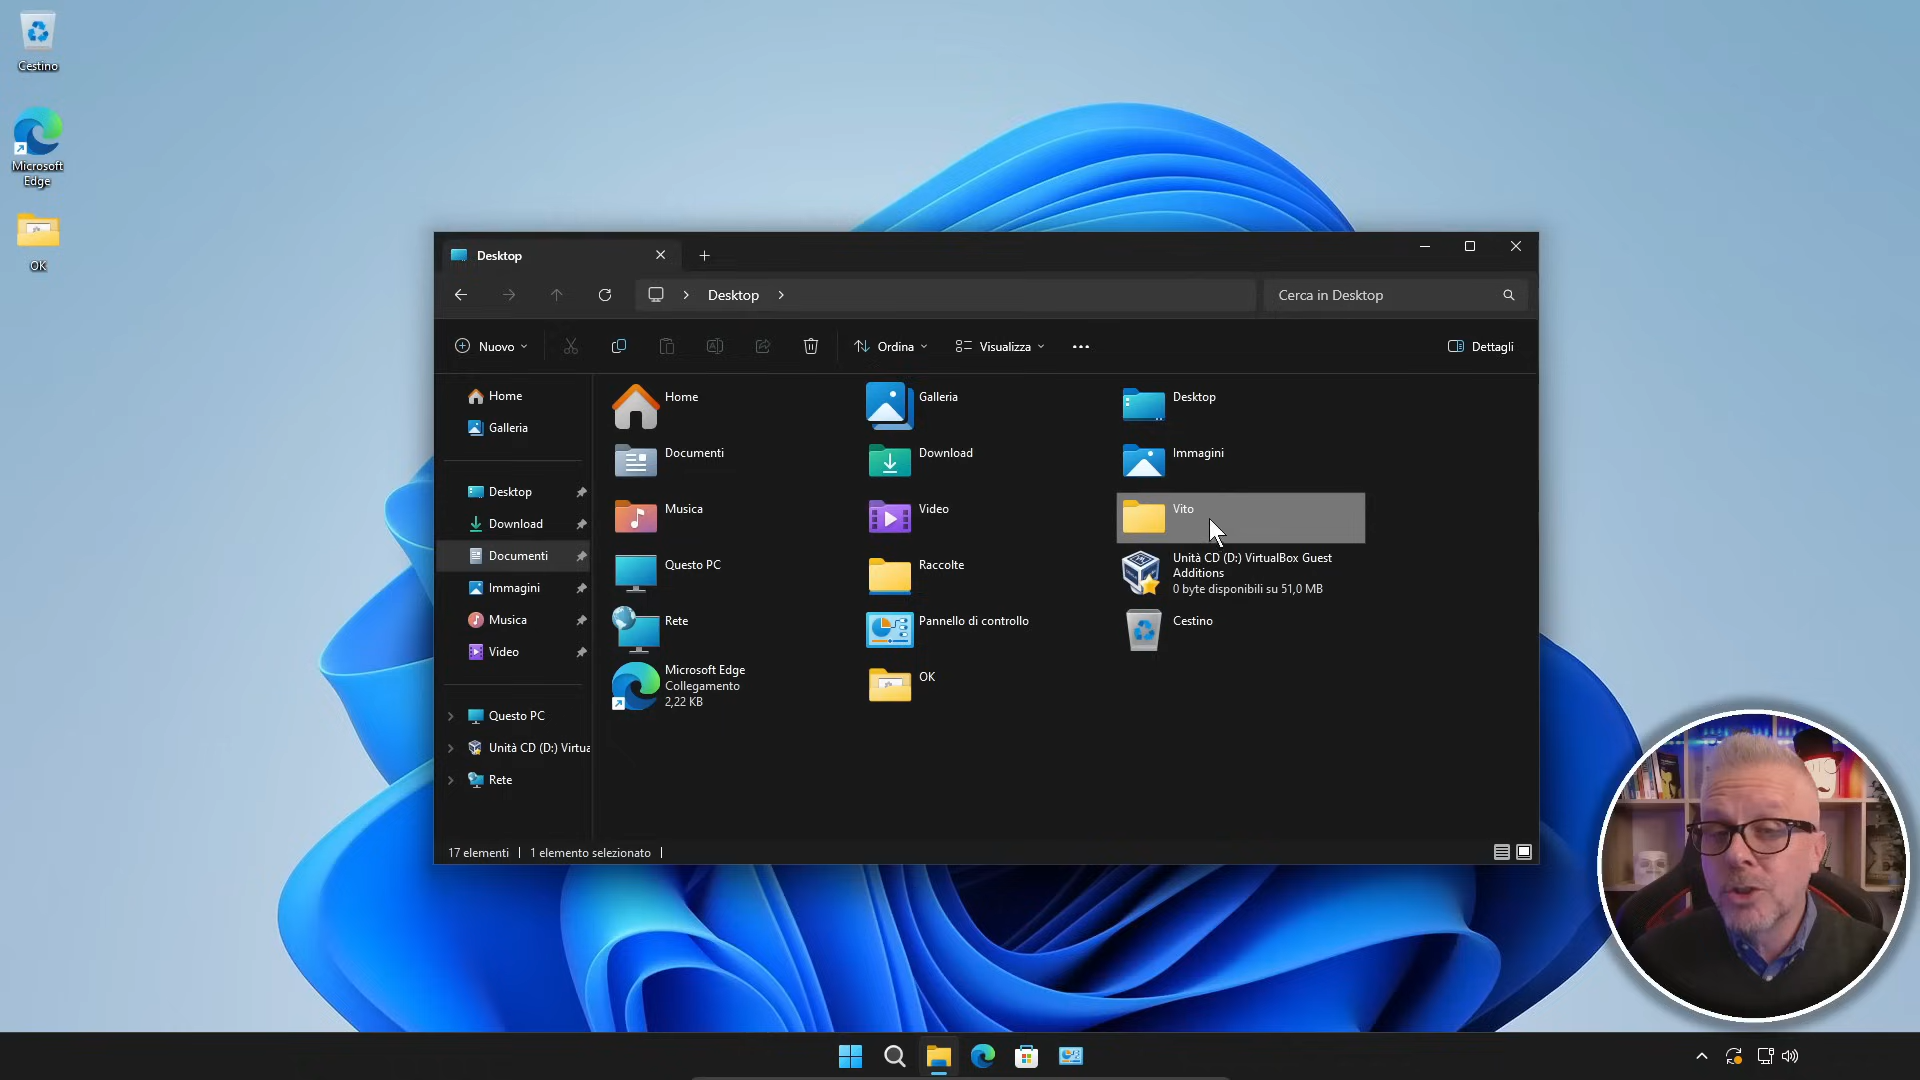 Cestino
Microsoft
Edge
OK
Desktop
Desktop
Cerca in Desktop
Nuovo
Ordina
Visualizza
Dettagli
Home
Galleria
Desktop
Download
Documenti
Immagini
Musica
Video
Questo PC
Unità CD (D:) Virtua
Rete
Home
Galleria
Desktop
Documenti
Download
Immagini
Musica
Video
Vito
Questo PC
Raccolte
Unità CD (D:) VirtualBox Guest
Additions
0 byte disponibili su 51,0 MB
Rete
Pannello di controllo
Cestino
Microsoft Edge
Collegamento
2,22 KB
OK
17 elementi
1 elemento selezionato